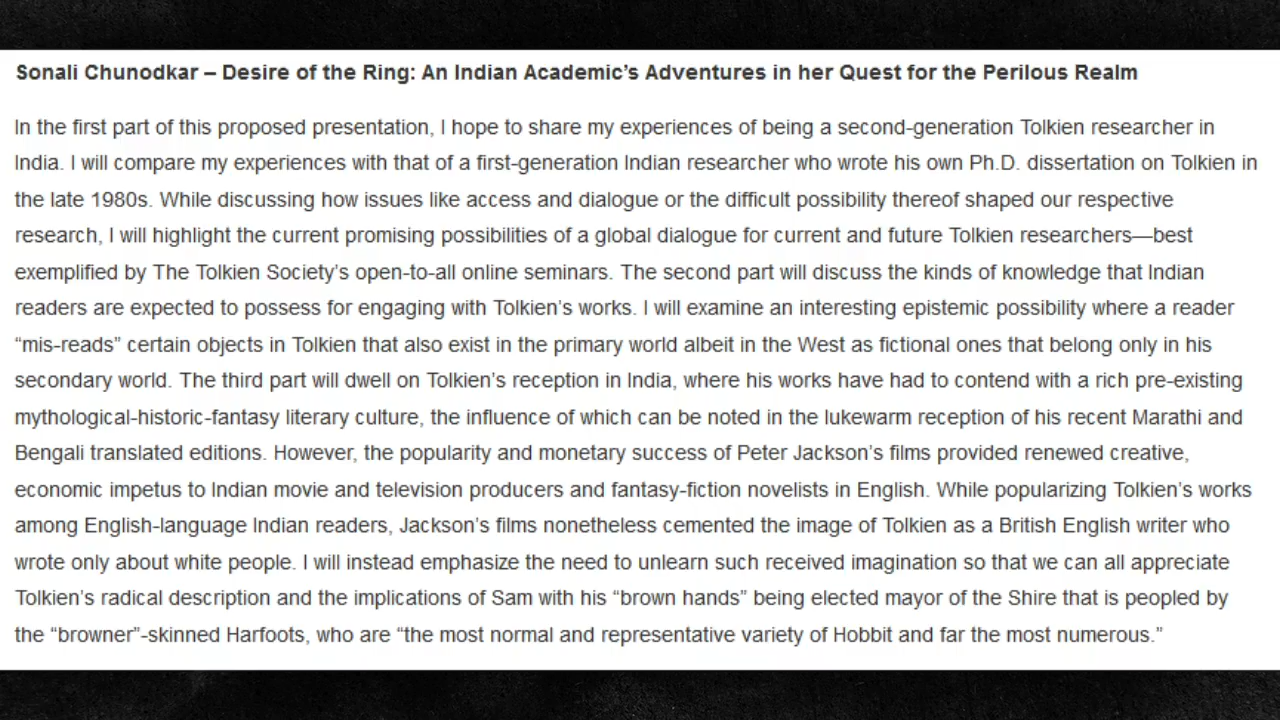 Sonali Chunodkar – Desire of the Ring: An Indian Academic’s Adventures in her Quest for the Perilous Realm
In the first part of this proposed presentation, I hope to share my experiences of being a second-generation Tolkien researcher in
India. I will compare my experiences with that of a first-generation Indian researcher who wrote his own Ph.D. dissertation on Tolkien in
the late 1980s. While discussing how issues like access and dialogue or the difficult possibility thereof shaped our respective
research, I will highlight the current promising possibilities of a global dialogue for current and future Tolkien researchers—best
exemplified by The Tolkien Society’s open-to-all online seminars. The second part will discuss the kinds of knowledge that Indian
readers are expected to possess for engaging with Tolkien’s works. I will examine an interesting epistemic possibility where a reader
“mis-reads” certain objects in Tolkien that also exist in the primary world albeit in the West as fictional ones that belong only in his
secondary world. The third part will dwell on Tolkien’s reception in India, where his works have had to contend with a rich pre-existing
mythological-historic-fantasy literary culture, the influence of which can be noted in the lukewarm reception of his recent Marathi and
Bengali translated editions. However, the popularity and monetary success of Peter Jackson’s films provided renewed creative,
economic impetus to Indian movie and television producers and fantasy-fiction novelists in English. While popularizing Tolkien’s works
among English-language Indian readers, Jackson’s films nonetheless cemented the image of Tolkien as a British English writer who
wrote only about white people. I will instead emphasize the need to unlearn such received imagination so that we can all appreciate
Tolkien’s radical description and the implications of Sam with his “brown hands” being elected mayor of the Shire that is peopled by
the “browner”-skinned Harfoots, who are “the most normal and representative variety of Hobbit and far the most numerous.”